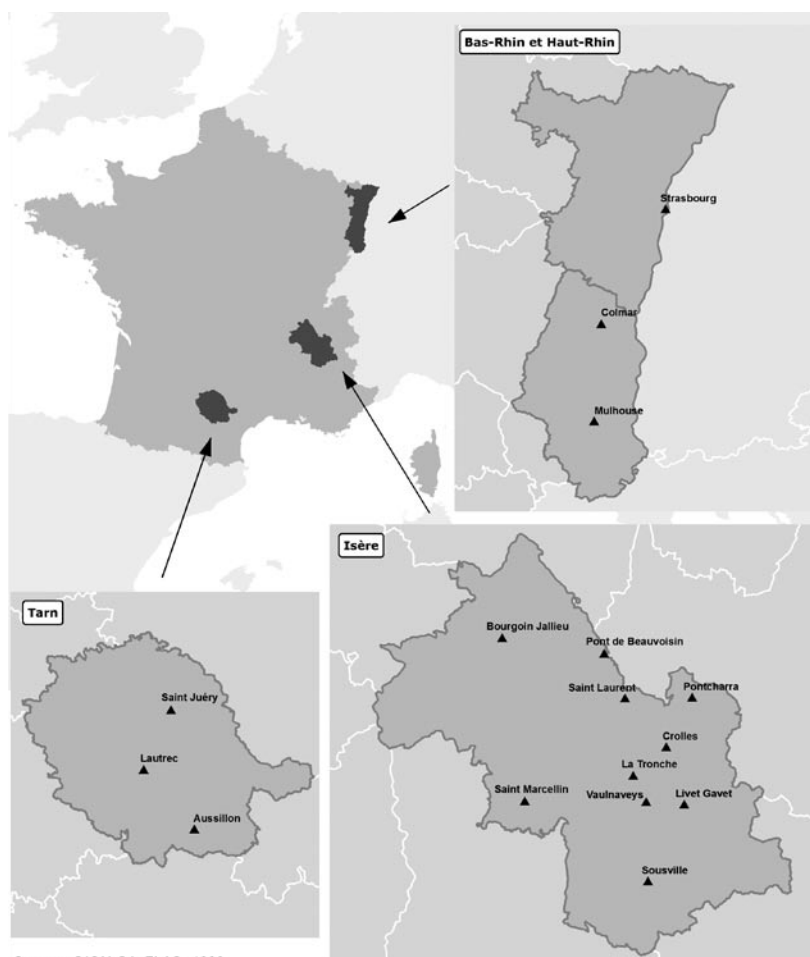 Bas-Rhin et Haut-Rhin
Strasbourg
Colmar
Mulhouse
Isère
Bourgoin Jallieu
Pont de Beauvoisin
Saint Laurent
Pontcharra
Crolles
La Tronche
Saint Marcellin
Vaulnaveys
Livet Gavet
Sousville
Tarn
Saint Juéry
Lautrec
Aussillon